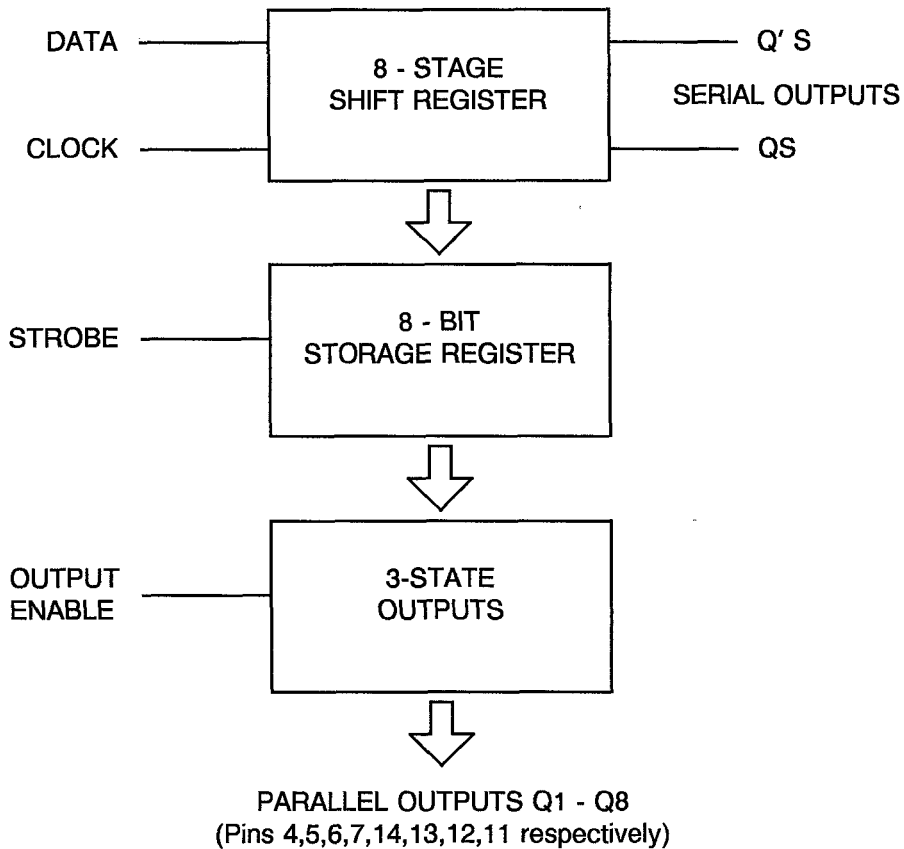 DATA
8 - STAGE
SHIFT REGISTER
Q' S
SERIAL OUTPUTS
CLOCK
QS
STROBE
8 - BIT
STORAGE REGISTER
OUTPUT
ENABLE
3-STATE
OUTPUTS
PARALLEL OUTPUTS Q1 - Q8
(Pins 4,5,6,7,14,13,12,11 respectively)